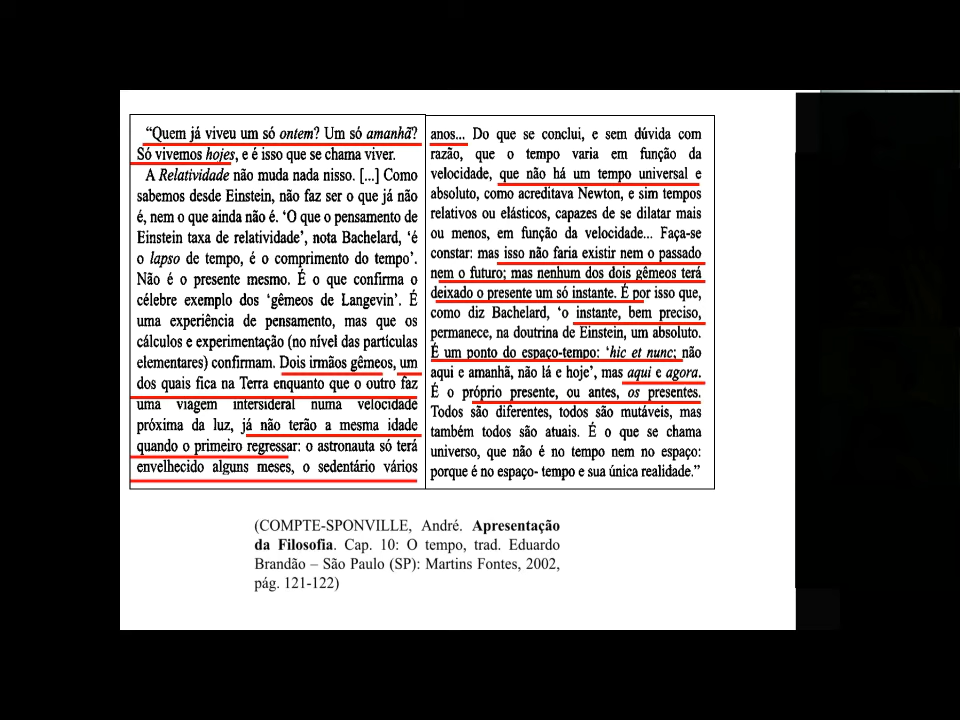 “Quem já viveu um só ontem? Um só amanhã?
Só vivemos hojes, e é isso que se chama viver.
A Relatividade não muda nada nisso. [...] Como
sabemos desde Einstein, não faz ser o que já não
é, nem o que ainda não é. ‘O que o pensamento de
Einstein taxa de relatividade’, nota Bachelard, ‘é
o lapso de tempo, é o comprimento do tempo’.
Não é o presente mesmo. É o que confirma o
célebre exemplo dos ‘gêmeos de Langevin’. É
uma experiência de pensamento, mas que os
cálculos e experimentação (no nível das partículas
elementares) confirmam. Dois irmãos gêmeos, um
dos quais fica na Terra enquanto que o outro faz
uma viagem intersideral numa velocidade
próxima da luz, já não terão a mesma idade
quando o primeiro regressar: o astronauta só terá
envelhecido alguns meses, o sedentário vários
anos... Do que se conclui, e sem dúvida com
razão, que o tempo varia em função da
velocidade, que não há um tempo universal e
absoluto, como acreditava Newton, e sim tempos
relativos ou elásticos, capazes de se dilatar mais
ou menos, em função da velocidade... Faça-se
constar: mas isso não faria existir nem o passado
nem o futuro; mas nenhum dos dois gêmeos terá
deixado o presente um só instante. É por isso que,
como diz Bachelard, ‘o instante, bem preciso,
permanece, na doutrina de Einstein, um absoluto.
É um ponto do espaço-tempo: ‘hic et nunc; não
aqui e amanhã, não lá e hoje’, mas aqui e agora.
É o próprio presente, ou antes, os presentes.
Todos são diferentes, todos são mutáveis, mas
também todos são atuais. É o que se chama
universo, que não é no tempo nem no espaço:
porque é no espaço- tempo e sua única realidade.”
(COMPTE-SPONVILLE, André. Apresentação
da Filosofia. Cap. 10: O tempo, trad. Eduardo
Brandão – São Paulo (SP): Martins Fontes, 2002,
pág. 121-122)